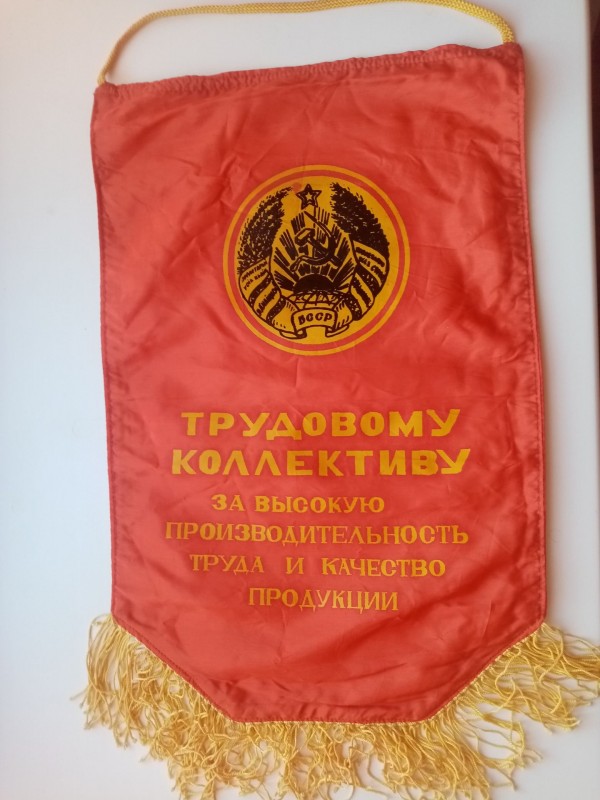 БССР
ТРУДОВОМУ
КОЛЛЕКТИВУ
ЗА ВЫСОКУЮ
ПРОИЗВОДИТЕЛЬНОСТЬ
ТРУДА И КАЧЕСТВО
ПРОДУКЦИИ